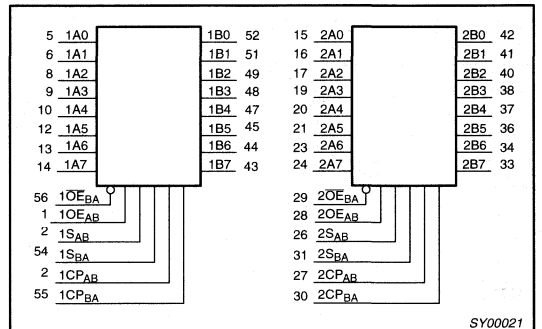 5 1A0 1B0 52 15 2A0 2B0 42
6 1A1 1B1 51 16 2A1 2B1 41
8 1A2 1B2 49 17 2A2 2B2 40
9 1A3 1B3 48 19 2A3 2B3 38
10 1A4 1B4 47 20 2A4 2B4 37
12 1A5 1B5 45 21 2A5 2B5 36
13 1A6 1B6 44 23 2A6 2B6 34
14 1A7 1B7 43 24 2A7 2B7 33
56 1O̅E̅BA 29 2O̅E̅BA
1 1OEAB 28 2OEAB
2 1SAB 26 2SAB
54 1SBA 31 2SBA
2 1CPAB 27 2CPAB
55 1CPBA 30 2CPBA
SY00021